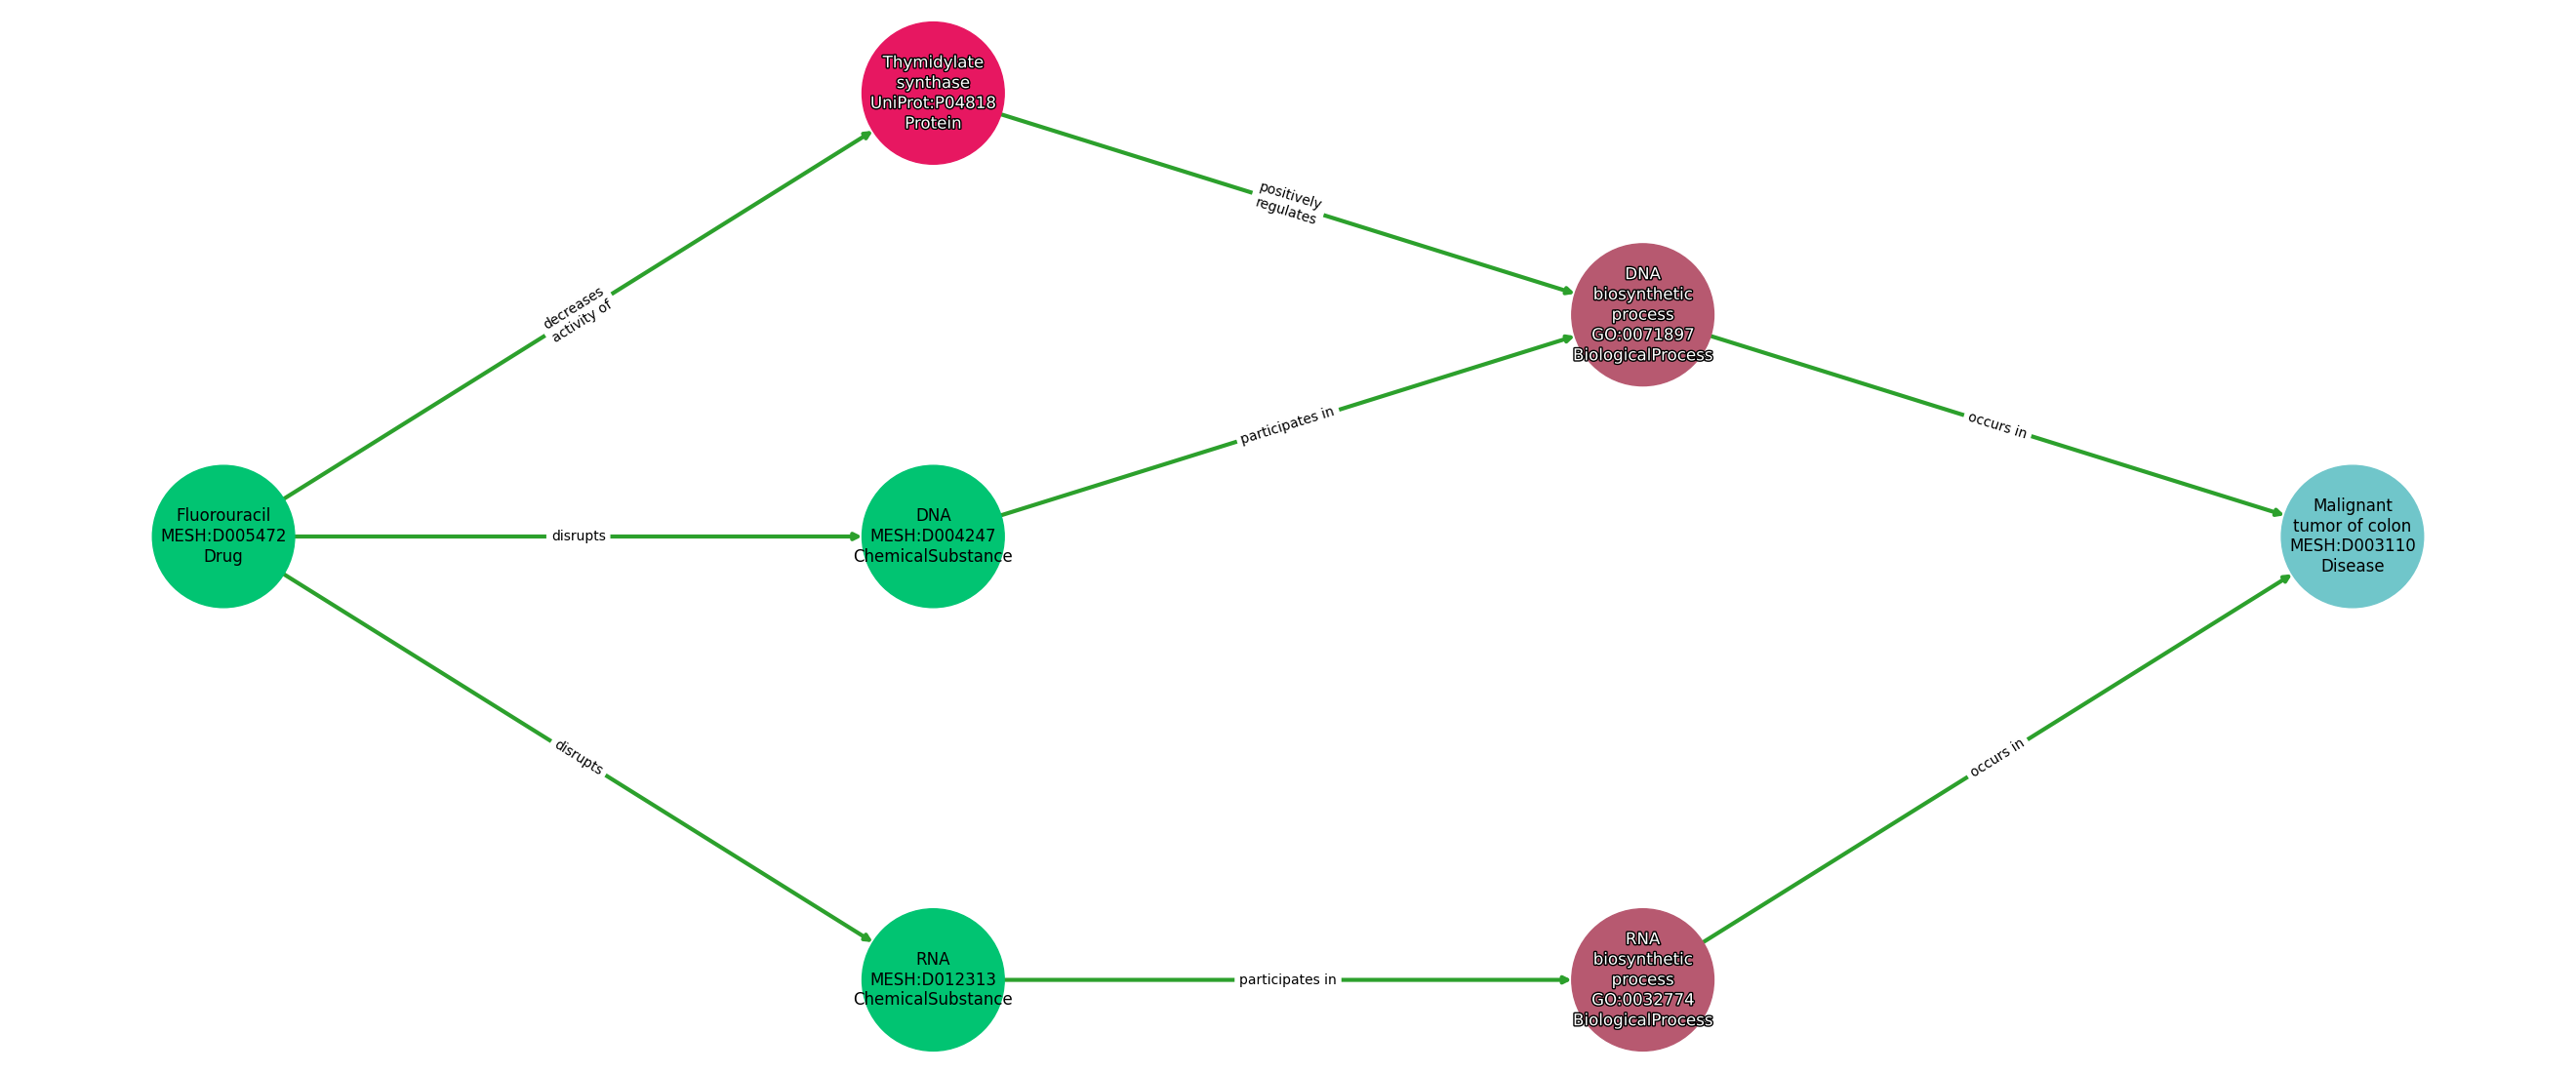 Thymidylate
synthase
UniProt:P04818
Protein
positively
regulates
DNA
biosynthetic
process
GO:0071897
BiologicalProcess
decreases
activity of
participates in
occurs in
Fluorouracil
MESH:D005472
Drug
disrupts
DNA
MESH:D004247
ChemicalSubstance
Malignant
tumor of colon
MESH:D003110
Disease
disrupts
occurs in
RNA
MESH:D012313
ChemicalSubstance
participates in
RNA
biosynthetic
process
GO:0032774
BiologicalProcess